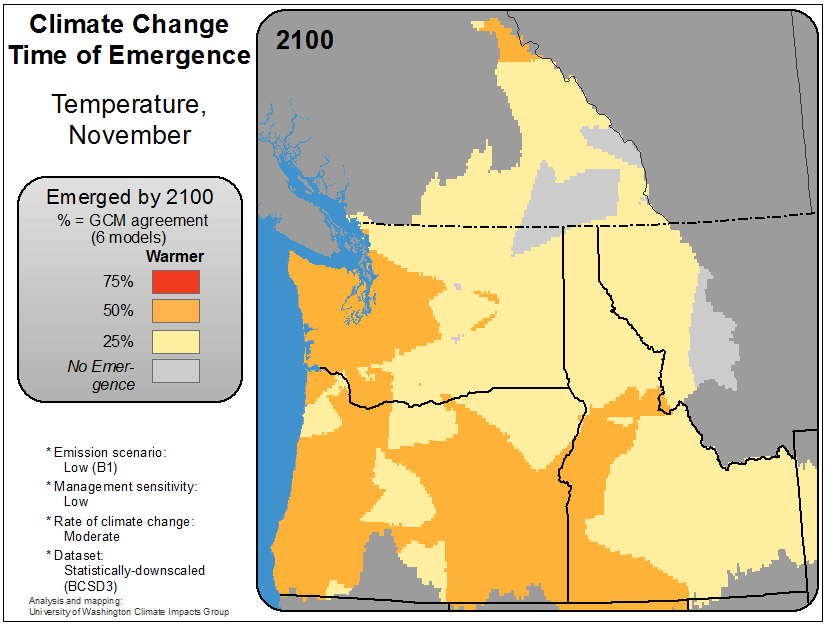 Climate Change
Time of Emergence
Temperature,
November
Emerged by 2100
% = GCM agreement
(6 models)
Warmer
75%
50%
25%
No Emer-
gence
* Emission scenario:
Low (B1)
* Management sensitivity:
Low
* Rate of climate change:
Moderate
* Dataset:
Statistically-downscaled
(BCSD3)
Analysis and mapping:
University of Washington Climate Impacts Group
2100